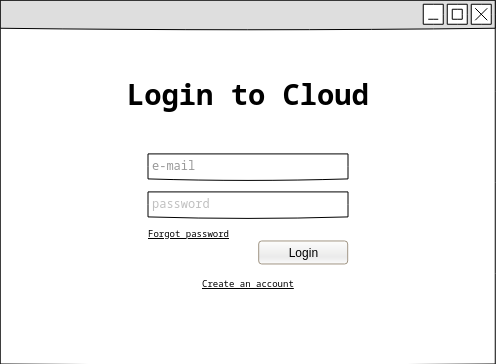 Login to Cloud
e-mail
password
Forgot password
Login
Create an account